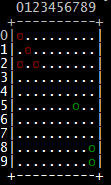 0123456789
+----------+
0|o.........|
1|.o........|
2|o.o.......|
3|..........|
4|..........|
5|.......o..|
6|..........|
7|..........|
8|.........o|
9|.........o|
+----------+